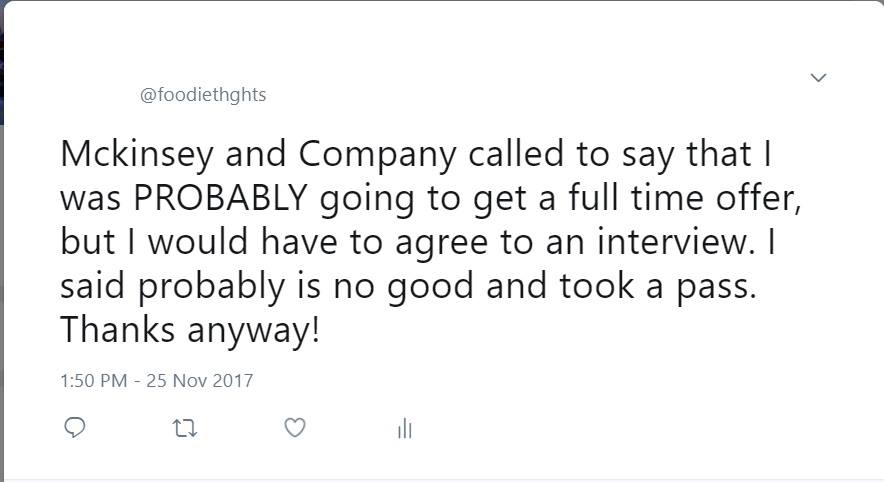 @foodiethghts
Mckinsey and Company called to say that I
was PROBABLY going to get a full time offer,
but I would have to agree to an interview. I
said probably is no good and took a pass.
Thanks anyway!
1:50 PM - 25 Nov 2017